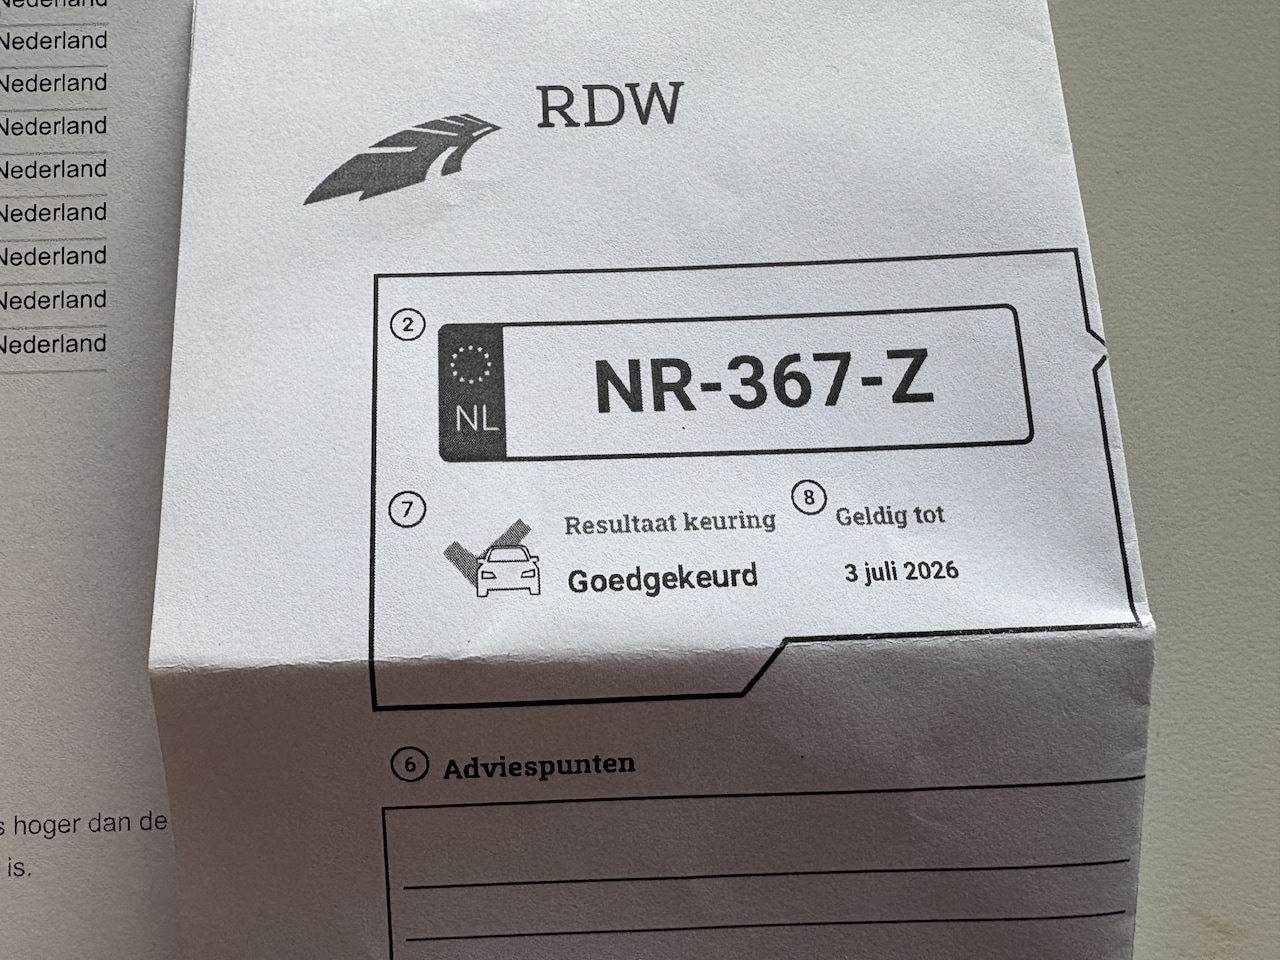 Nederland
Nederland
Nederland
Nederland
Nederland
Nederland
Nederland
Nederland
Nederland
s hoger dan de
is.
RDW
2
NL
NR-367-Z
7
Resultaat keuring
Goedgekeurd
8
Geldig tot
3 juli 2026
6 Adviespunten